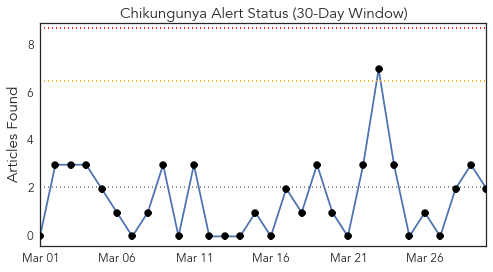 Chikungunya Alert Status (30-Day Window)
Articles Found
8
6
4
2
0
Mar 01 Mar 06 Mar 11 Mar 16 Mar 21 Mar 26